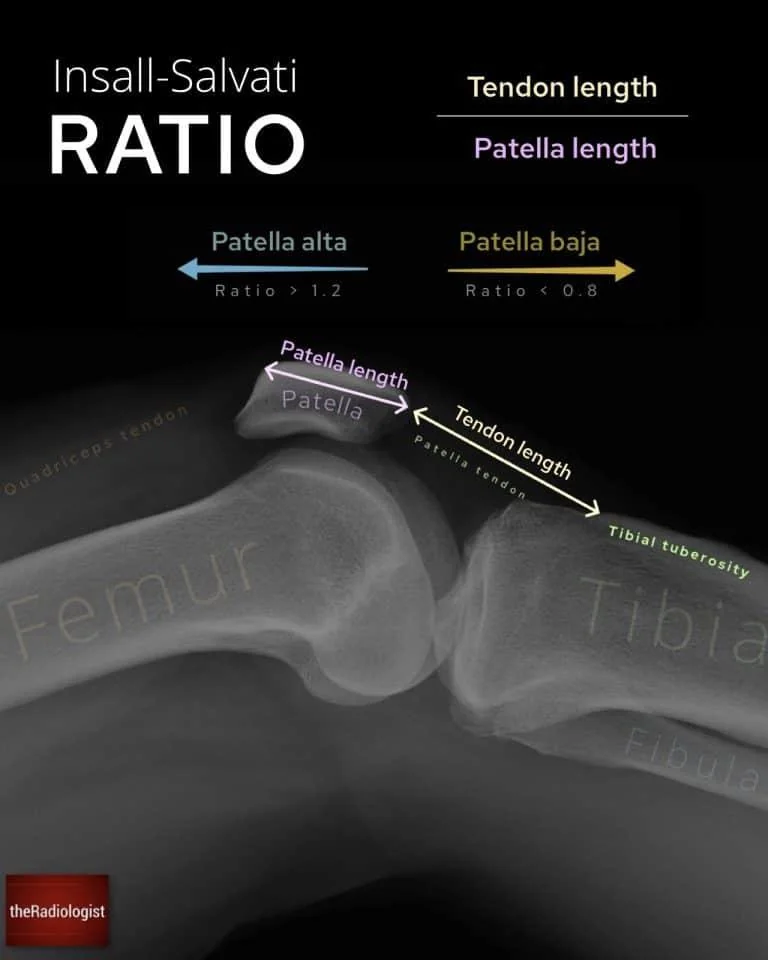 Insall-Salvati
RATIO
Tendon length
Patella length
Patella alta
Ratio > 1.2
Patella baja
Ratio < 0.8
Patella length
Patella
Quadriceps tendon
Tendon length
Patella tendon
Tibial tuberosity
Femur
Tibia
Fibula
theRadiologist